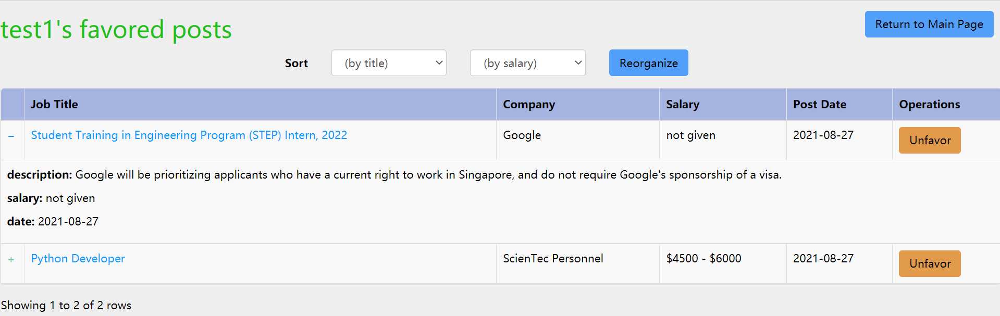 test1's favored posts
Return to Main Page
Sort (by title) (by salary) Reorganize
Job Title Company Salary Post Date Operations
− Student Training in Engineering Program (STEP) Intern, 2022 Google not given 2021-08-27 Unfavor
description: Google will be prioritizing applicants who have a current right to work in Singapore, and do not require Google's sponsorship of a visa.
salary: not given
date: 2021-08-27
+ Python Developer ScienTec Personnel $4500 - $6000 2021-08-27 Unfavor
Showing 1 to 2 of 2 rows